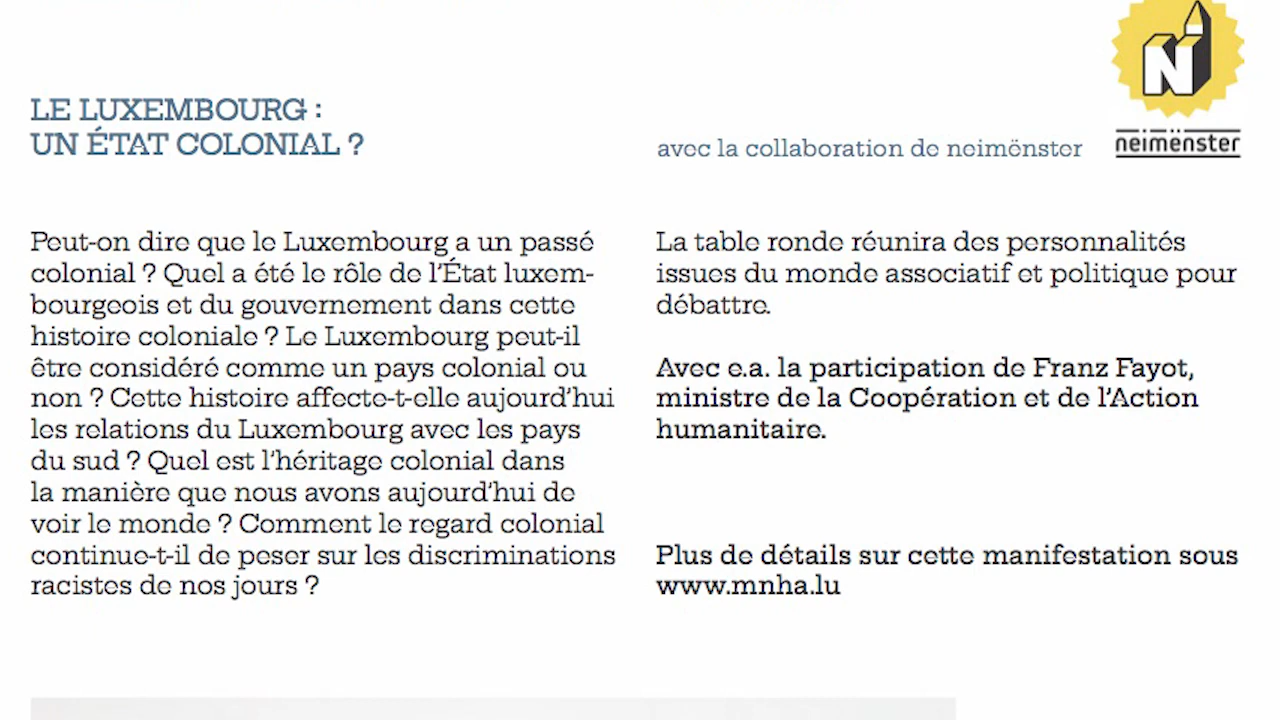 LE LUXEMBOURG :
UN ÉTAT COLONIAL ?
avec la collaboration de neimënster
N
neimënster
Peut-on dire que le Luxembourg a un passé
colonial ? Quel a été le rôle de l'État luxem-
bourgeois et du gouvernement dans cette
histoire coloniale ? Le Luxembourg peut-il
être considéré comme un pays colonial ou
non ? Cette histoire affecte-t-elle aujourd'hui
les relations du Luxembourg avec les pays
du sud ? Quel est l'héritage colonial dans
la manière que nous avons aujourd'hui de
voir le monde ? Comment le regard colonial
continue-t-il de peser sur les discriminations
racistes de nos jours ?
La table ronde réunira des personnalités
issues du monde associatif et politique pour
débattre.
Avec e.a. la participation de Franz Fayot,
ministre de la Coopération et de l'Action
humanitaire.
Plus de détails sur cette manifestation sous
www.mnha.lu